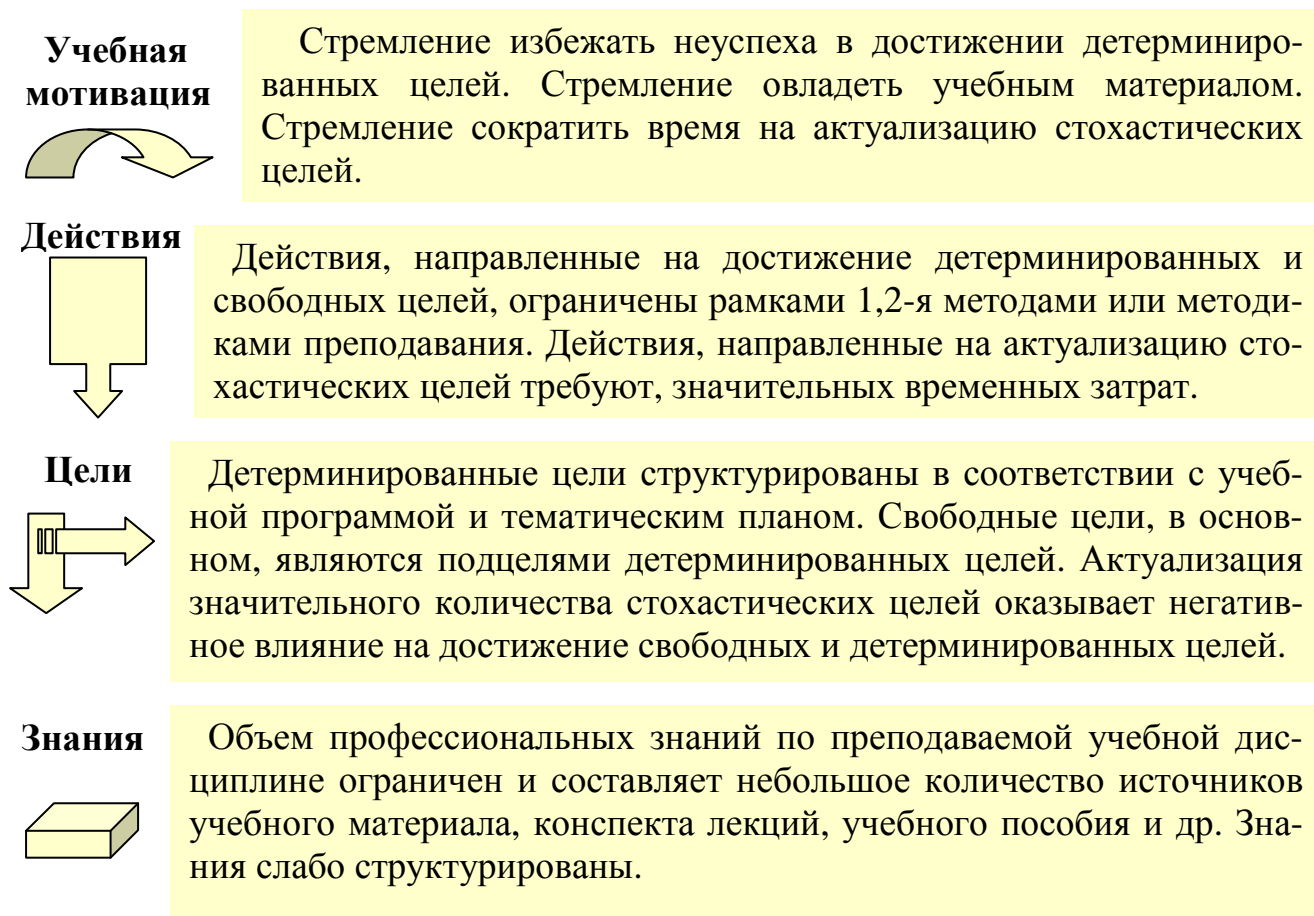 Учебная
мотивация
Стремление избежать неуспеха в достижении детерминиро-
ванных целей. Стремление овладеть учебным материалом.
Стремление сократить время на актуализацию стохастических
целей.
Действия
Действия, направленные на достижение детерминированных и
свободных целей, ограничены рамками 1,2-я методами или методи-
ками преподавания. Действия, направленные на актуализацию сто-
хастических целей требуют, значительных временных затрат.
Цели
Детерминированные цели структурированы в соответствии с учеб-
ной программой и тематическим планом. Свободные цели, в основ-
ном, являются подцелями детерминированных целей. Актуализация
значительного количества стохастических целей оказывает негатив-
ное влияние на достижение свободных и детерминированных целей.
Знания
Объем профессиональных знаний по преподаваемой учебной дис-
циплине ограничен и составляет небольшое количество источников
учебного материала, конспекта лекций, учебного пособия и др. Зна-
ния слабо структурированы.